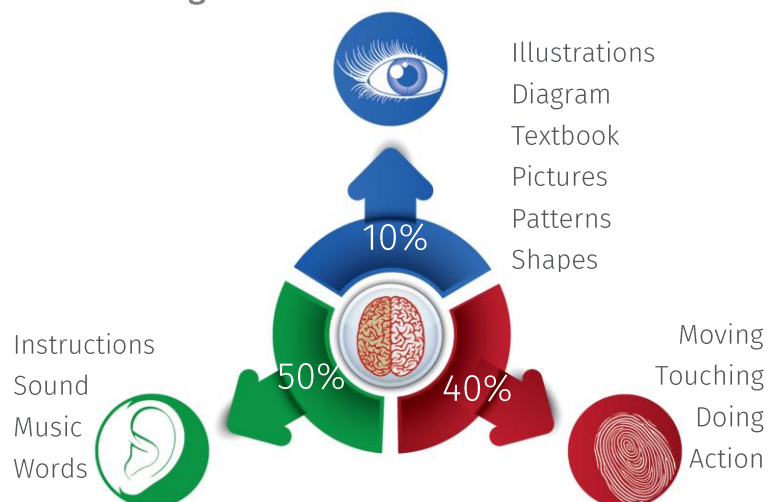 Illustrations
Diagram
Textbook
Pictures
Patterns
Shapes
10%
50%
40%
Instructions
Sound
Music
Words
Moving
Touching
Doing
Action